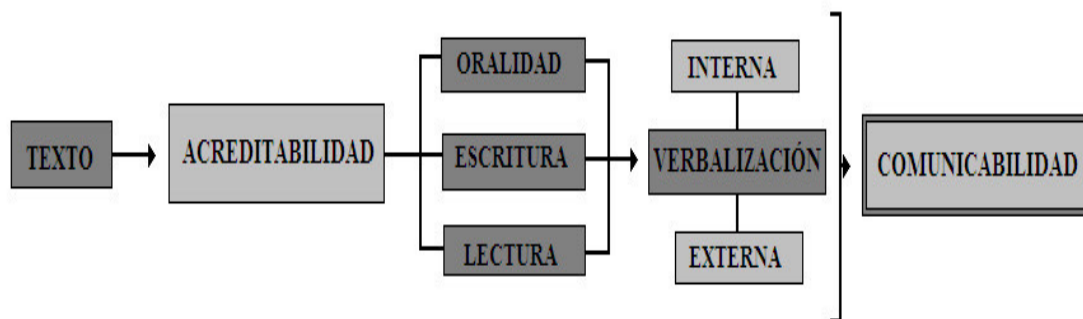 TEXTO
ACREDITABILIDAD
ORALIDAD
ESCRITURA
LECTURA
INTERNA
VERBALIZACIÓN
EXTERNA
COMUNICABILIDAD